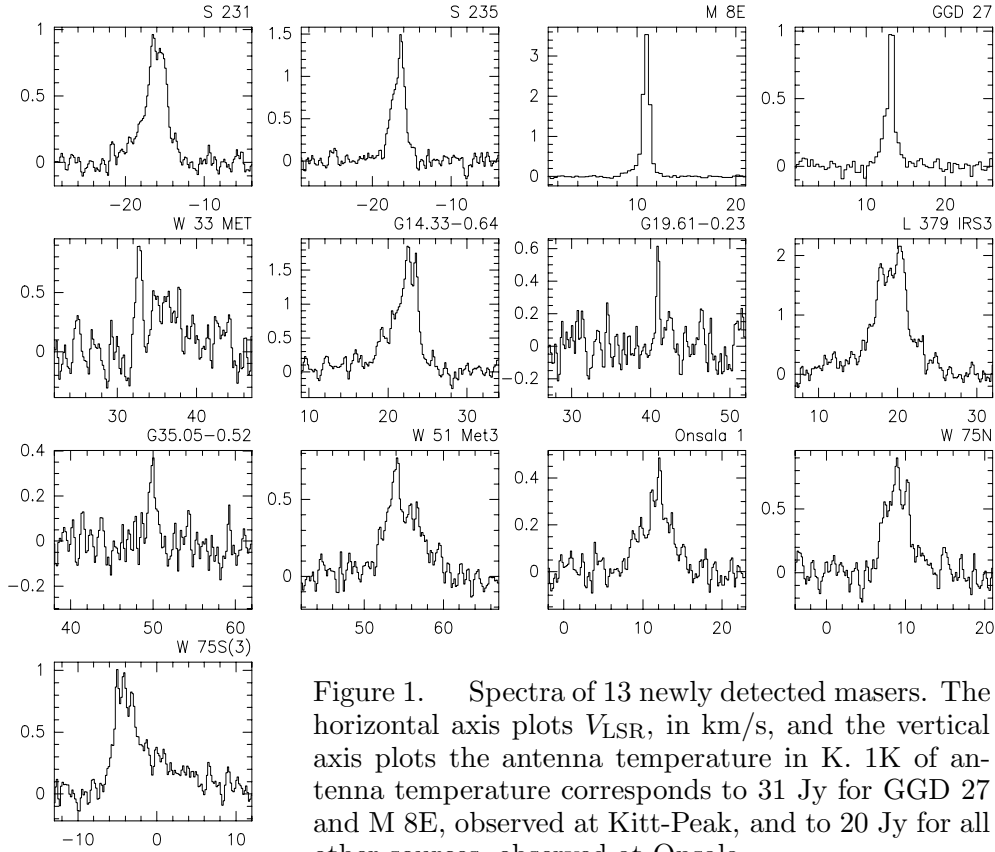 S 231
S 235
M 8E
GGD 27
1
0.5
0
1.5
1
0.5
0
3
2
1
0
1
0.5
0
−20 −10
−20 −10
10 20
10 20
W 33 MET
G14.33−0.64
G19.61−0.23
L 379 IRS3
0.5
0
1.5
1
0.5
0
0.6
0.4
0.2
0
−0.2
2
1
0
30 40
10 20 30
30 40 50
10 20 30
G35.05−0.52
W 51 Met3
Onsala 1
W 75N
0.4
0.2
0
−0.2
0.5
0
0.4
0.2
0
0.5
0
40 50 60
50 60
0 10 20
0 10 20
W 75S(3)
1
0.5
0
−10 0 10
Figure 1. Spectra of 13 newly detected masers. The
horizontal axis plots V_LSR, in km/s, and the vertical
axis plots the antenna temperature in K. 1K of an-
tenna temperature corresponds to 31 Jy for GGD 27
and M 8E, observed at Kitt-Peak, and to 20 Jy for all
other sources, observed at Onsala